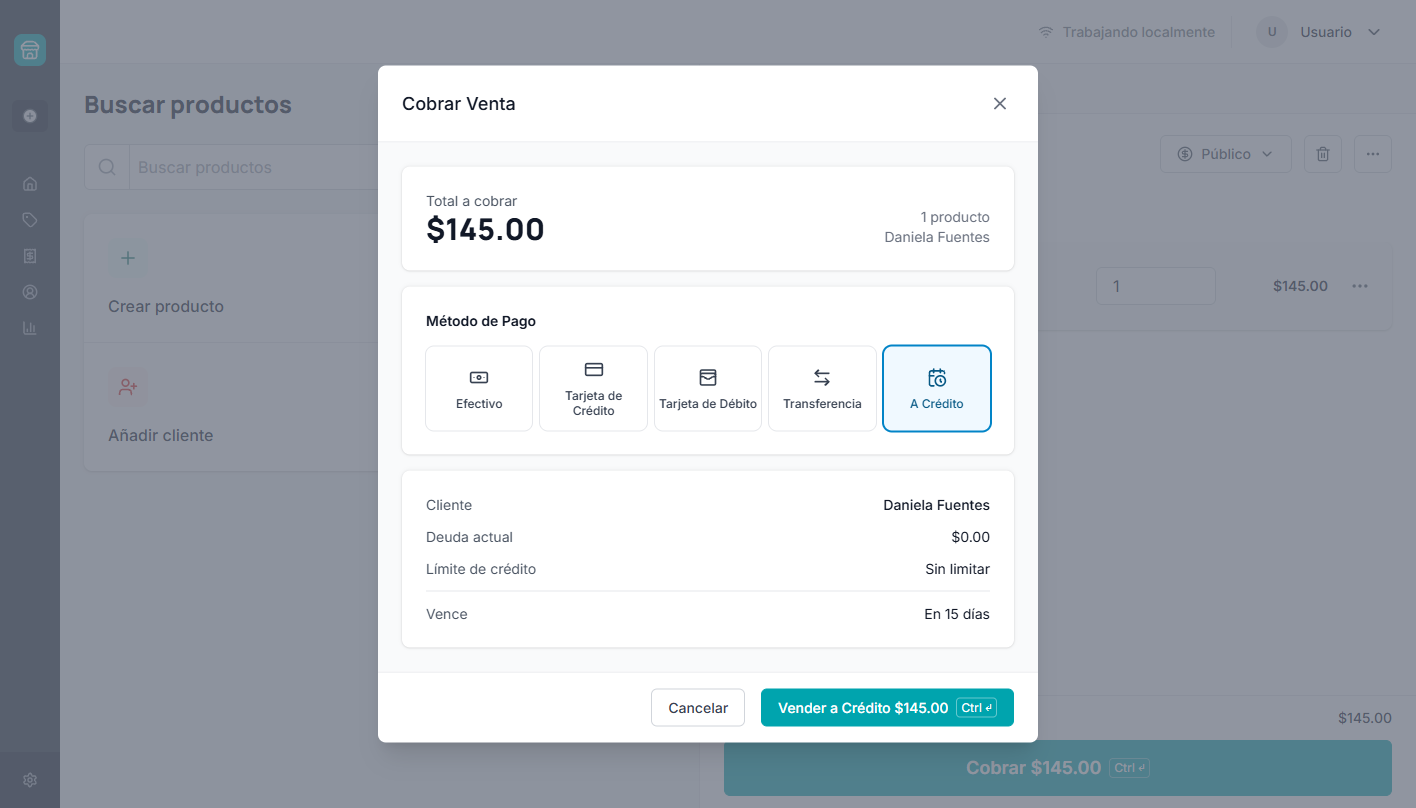 Trabajando localmente
U
Usuario
Buscar productos
Buscar productos
Crear producto
Añadir cliente
Público
1
$145.00
Cobrar Venta
Total a cobrar
$145.00
1 producto
Daniela Fuentes
Método de Pago
Efectivo
Tarjeta de
Crédito
Tarjeta de Débito
Transferencia
A Crédito
Cliente
Daniela Fuentes
Deuda actual
$0.00
Límite de crédito
Sin limitar
Vence
En 15 días
Cancelar
Vender a Crédito $145.00 Ctrl ↵
$145.00
Cobrar $145.00 Ctrl ↵